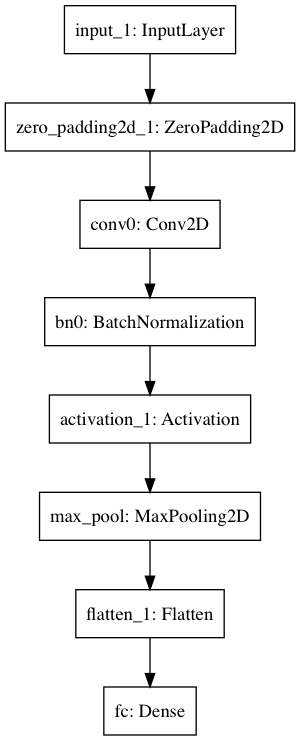 input_1: InputLayer
zero_padding2d_1: ZeroPadding2D
conv0: Conv2D
bn0: BatchNormalization
activation_1: Activation
max_pool: MaxPooling2D
flatten_1: Flatten
fc: Dense